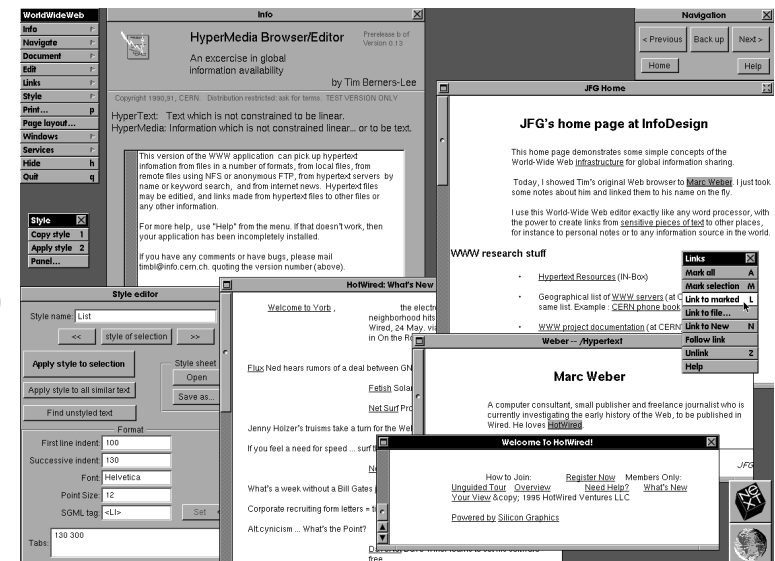 WorldWideWeb
Info
Navigate
Document
Edit
Links
Style
Print... p
Page layout...
Windows
Services
Hide h
Quit q
Style
Copy style 1
Apply style 2
Panel...
Info
HyperMedia Browser/Editor
An excercise in global
information availability
Prerelease b of
Version 0.13
by Tim Berners-Lee
Copyright 1990,91, CERN. Distribution restricted: ask for terms. TEST VERSION ONLY
HyperText: Text which is not constrained to be linear.
HyperMedia: Information which is not constrained linear... or to be text.
This version of the WWW application can pick up hypertext
infomation from files in a number of formats, from local files, from
remote files using NFS or anonymous FTP, from hypertext servers by
name or keyword search, and from internet news. Hypertext files
may be edited, and links made from hypertext files to other files or
any other information.
For more help, use "Help" from the menu. If that doesn't work, then
your application has been incompletely installed.
If you have any comments or have bugs, please mail
timbl@info.cern.ch. quoting the version number (above).
Navigation
< Previous Back up Next >
Home Help
JFG Home
JFG's home page at InfoDesign
This home page demonstrates some simple concepts of the
World-Wide Web infrastructure for global information sharing.
Today, I showed Tim's original Web browser to Marc Weber. I just took
some notes about him and linked them to his name on the fly.
I use this World-Wide Web editor exactly like any word processor, with
the power to create links from sensitive pieces of text to other places,
for instance to personal notes or to any information source in the world.
WWW research stuff
Hypertext Resources (IN-Box)
Geographical list of WWW servers (at C
same list. Example : CERN phone book
WWW project documentation (at CERN
Links
Mark all A
Mark selection M
Link to marked L
Link to file...
Link to New N
Follow link
Unlink Z
Help
Style editor
Style name: List
<< style of selection >>
Apply style to selection
Apply style to all similar text
Find unstyled text
Style sheet
Open
Save as...
Format
First line indent: 100
Successive indent: 130
Font: Helvetica
Point Size: 12
SGML tag: <LI> Set
Tabs: 130 300
HotWired: What's New
Welcome to Yorb , the electro
neighborhood hits
Wired, 24 May. via
in On the Ro
Flux Ned hears rumors of a deal between GN
Fetish Sola
Net Surf Pro
Jenny Holzer's truisms take a turn for the We
If you feel a need for speed ... surf t
What's a week without a Bill Gates
Corporate recruiting form letters = ti
Alt.cynicism ... What's the Point?
free
Weber -- /Hypertext
Marc Weber
A computer consultant, small publisher and freelance journalist who is
currently investigating the early history of the Web, to be published in
Wired. He loves HotWired.
JFG
Welcome To HotWired!
How to Join: Register Now Members Only:
Unguided Tour Overview Need Help? What's New
Your View &copy; 1995 HotWired Ventures LLC
Powered by Silicon Graphics
NeXT